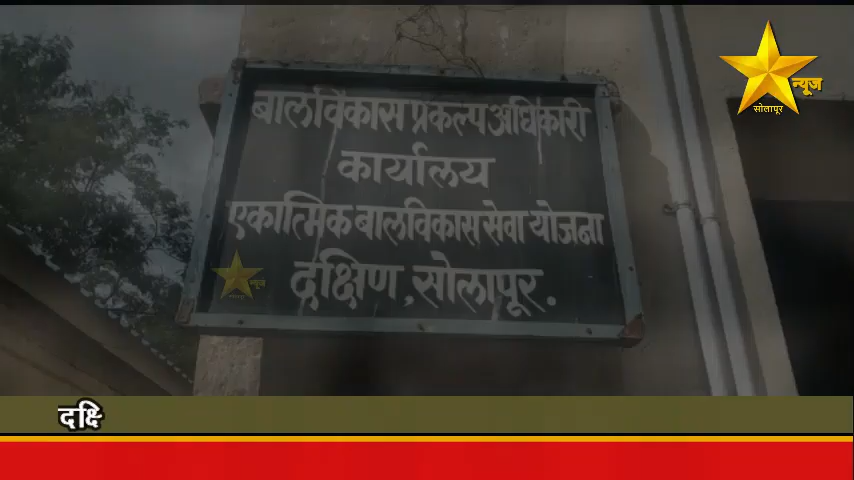 बालविकास प्रकल्प अधिकारी
कार्यालय
एकात्मिक बालविकास सेवा योजना
दक्षिण, सोलापूर.
न्यूज
सोलापूर
न्यूज
दक्षि